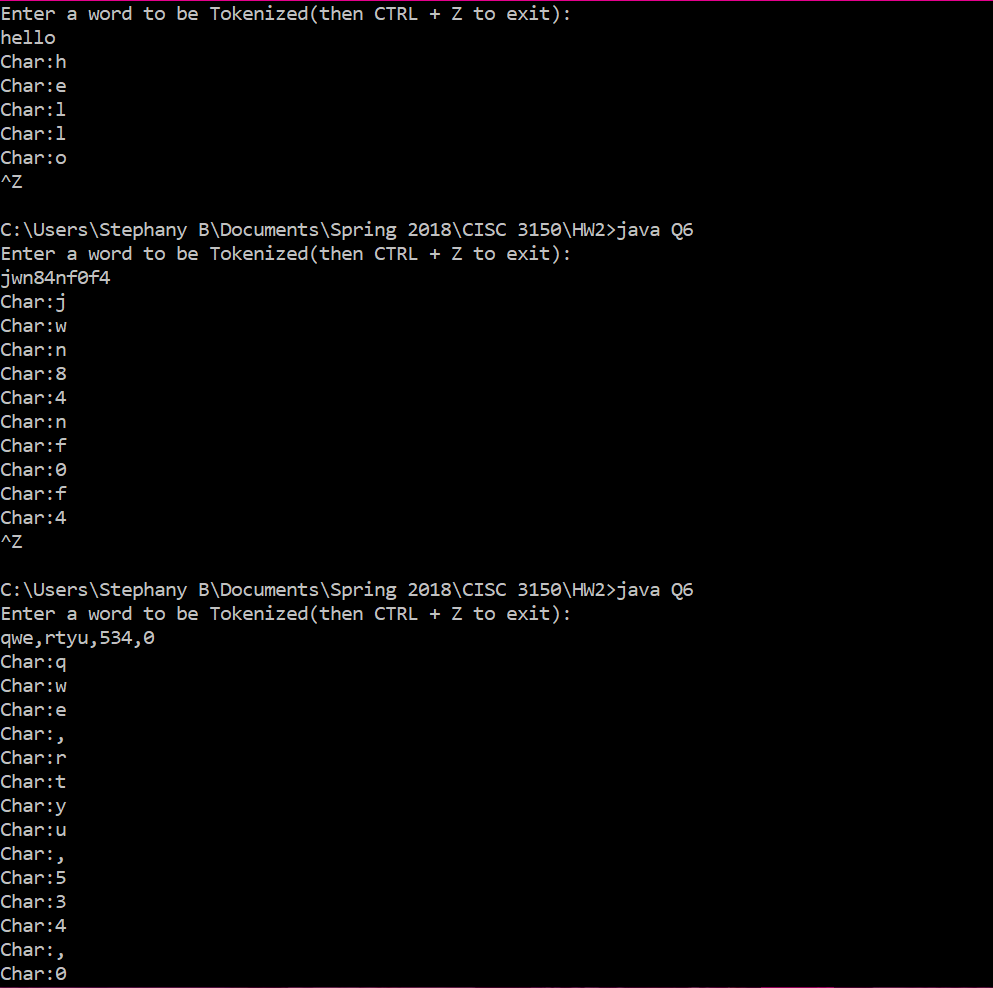 Enter a word to be Tokenized(then CTRL + Z to exit):
hello
Char:h
Char:e
Char:l
Char:l
Char:o
^Z
C:\Users\Stephany B\Documents\Spring 2018\CISC 3150\HW2>java Q6
Enter a word to be Tokenized(then CTRL + Z to exit):
jwn84nf0f4
Char:j
Char:w
Char:n
Char:8
Char:4
Char:n
Char:f
Char:0
Char:f
Char:4
^Z
C:\Users\Stephany B\Documents\Spring 2018\CISC 3150\HW2>java Q6
Enter a word to be Tokenized(then CTRL + Z to exit):
qwe,rtyu,534,0
Char:q
Char:w
Char:e
Char:,
Char:r
Char:t
Char:y
Char:u
Char:,
Char:5
Char:3
Char:4
Char:,
Char:0